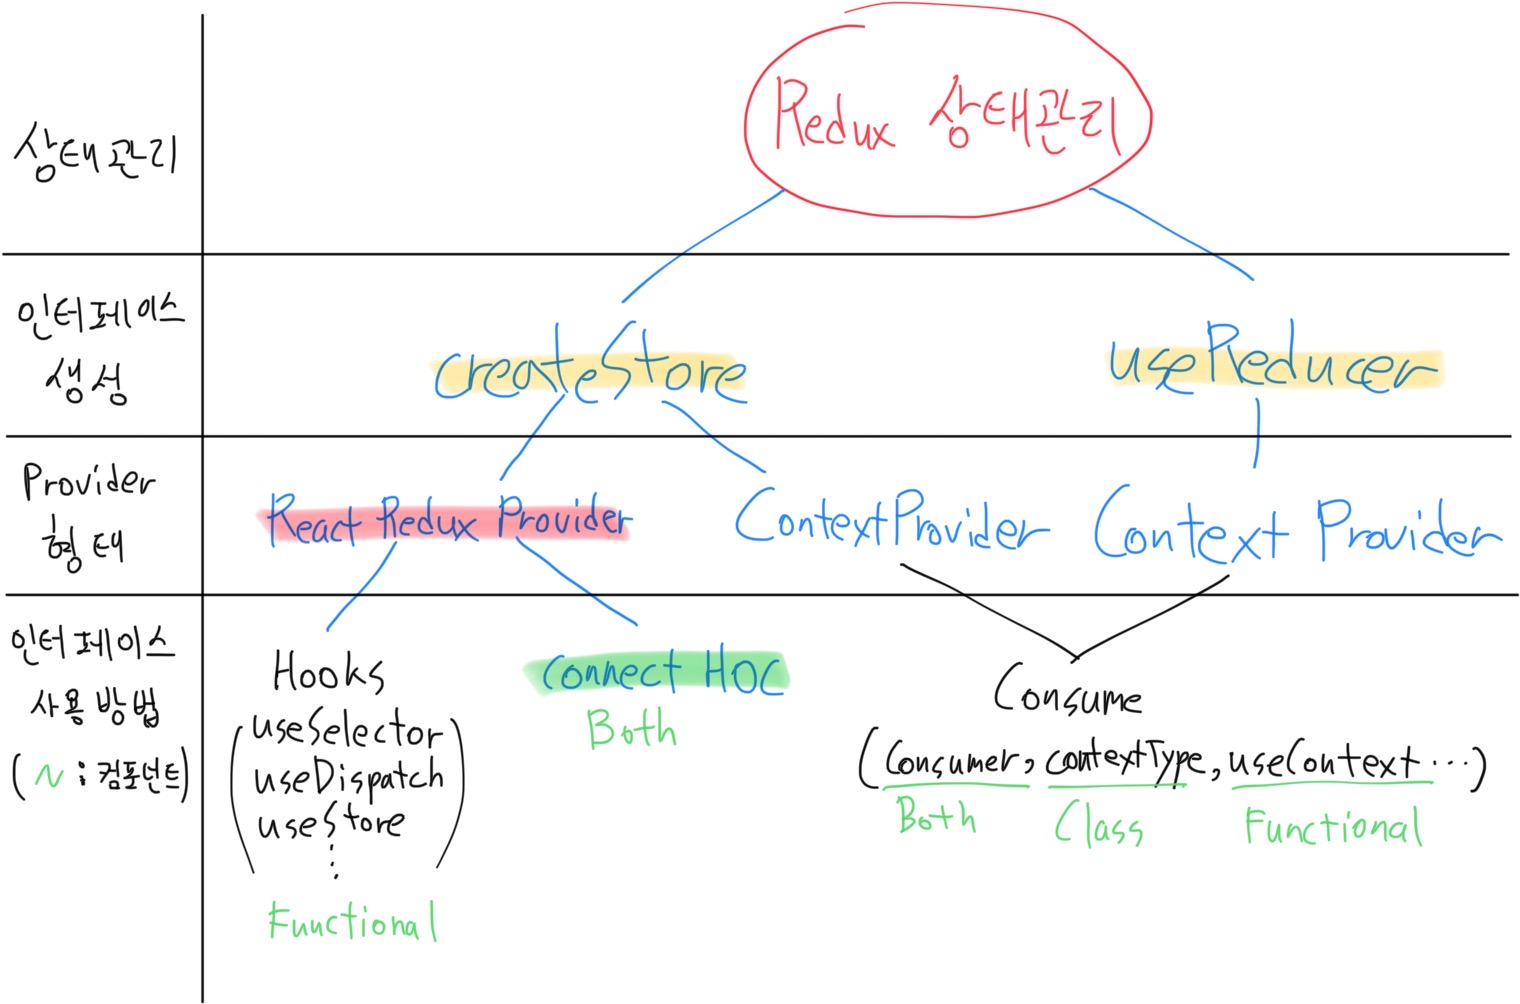 상태관리
Redux 상태관리
인터페이스
생성
createStore
useReducer
Provider
형태
React Redux Provider
ContextProvider
Context Provider
인터페이스
사용 방법
(N : 컴포넌트)
Hooks
(useSelector
useDispatch
useStore
⋮)
Functional
Connect HOC
Both
Consume
(Consumer, contextType, useContext ...)
Both
Class
Functional